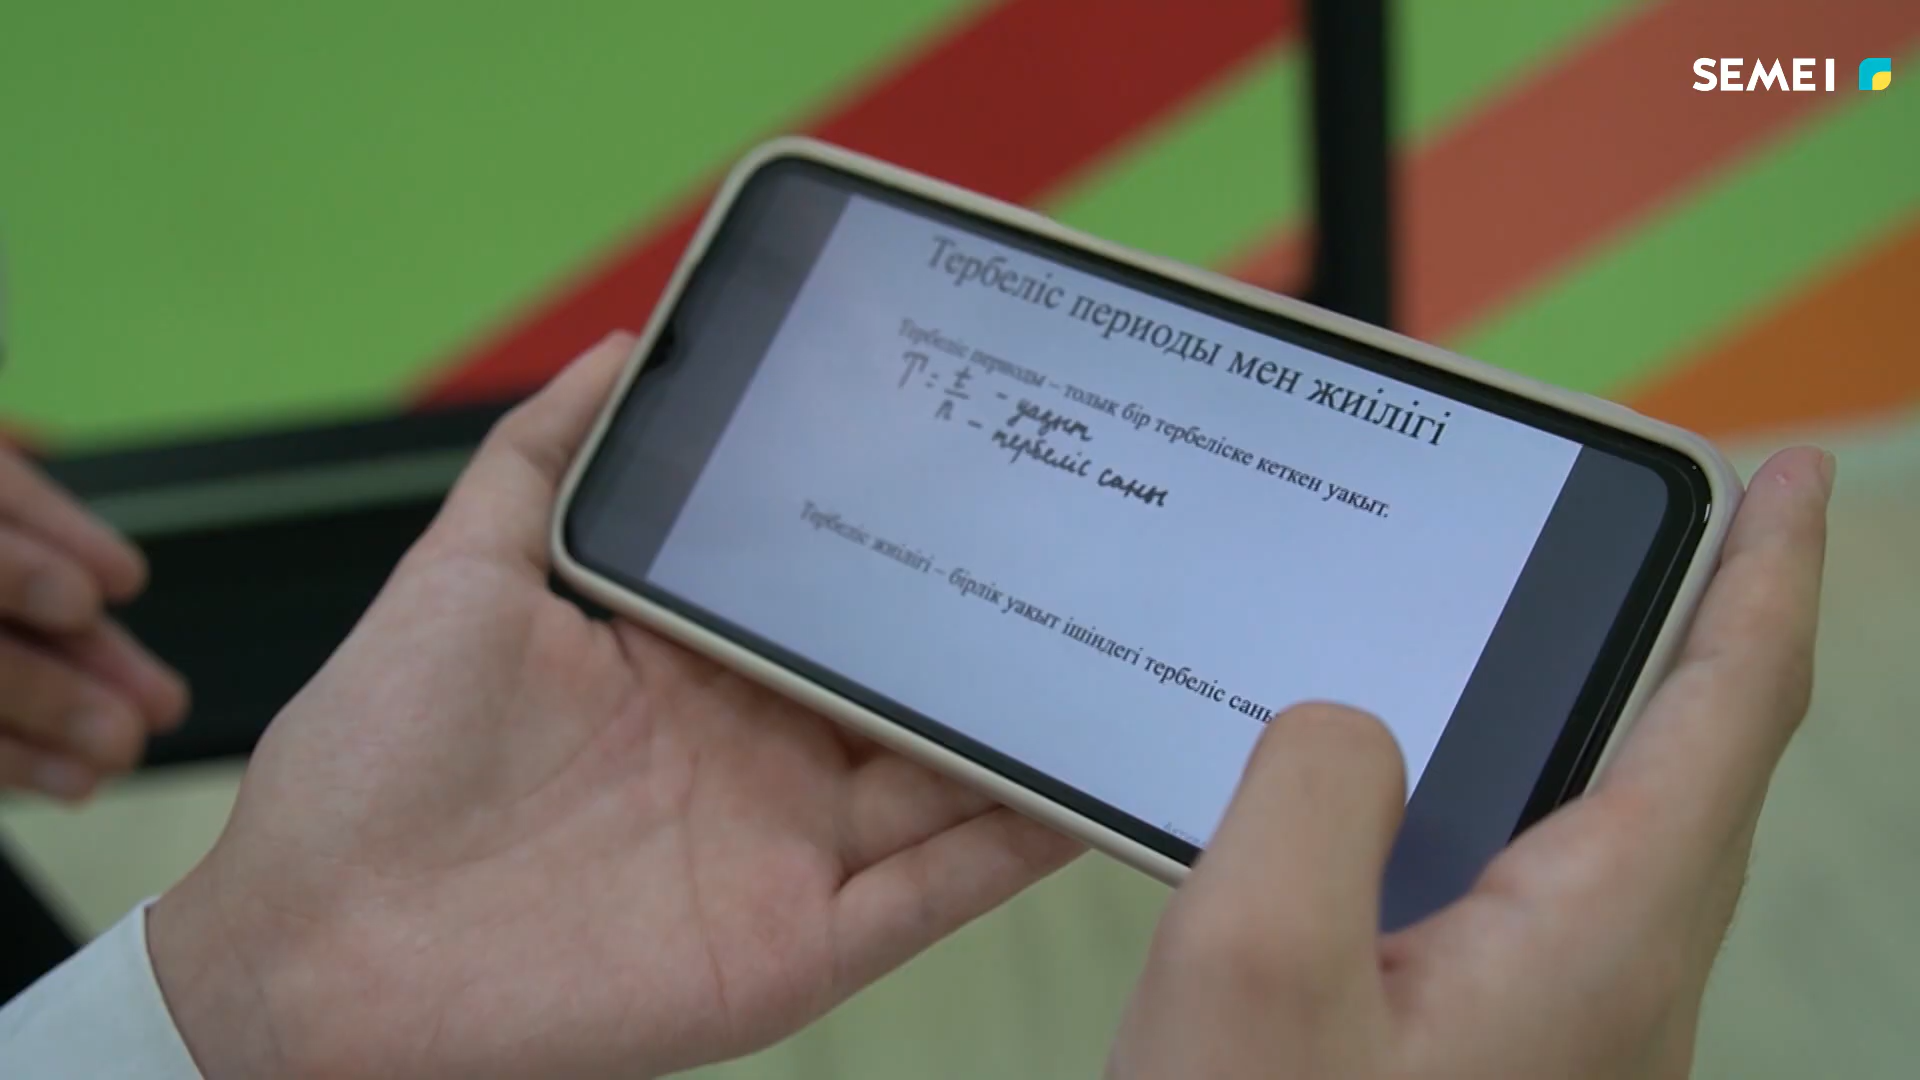 SEMEI
Тербеліс периоды мен жиілігі
Тербеліс периоды – толық бір тербеліске кеткен уақыт.
T = t/n
- уақыт
- тербеліс саны
Тербеліс жиілігі – бірлік уақыт ішіндегі тербеліс саны